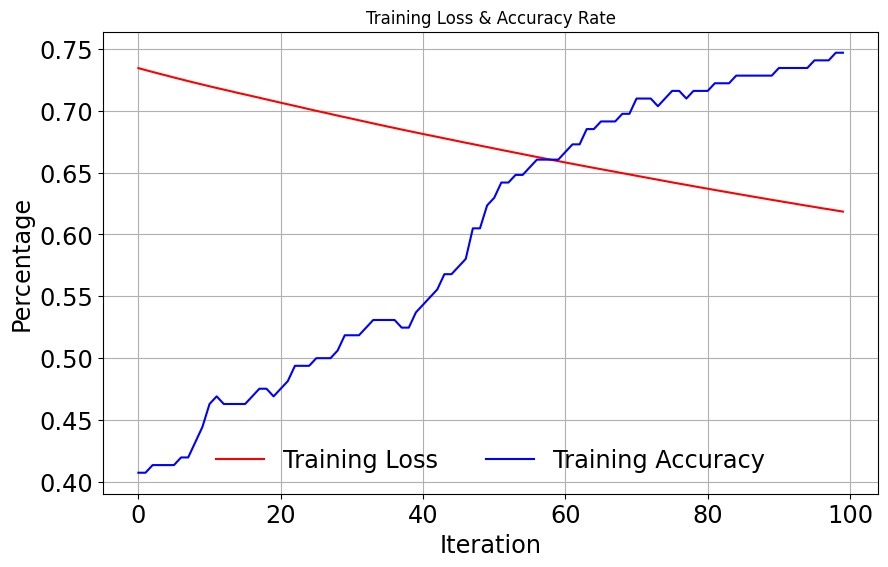 Training Loss & Accuracy Rate
Percentage
0.75
0.70
0.65
0.60
0.55
0.50
0.45
0.40
Training Loss Training Accuracy
0 20 40 60 80 100
Iteration